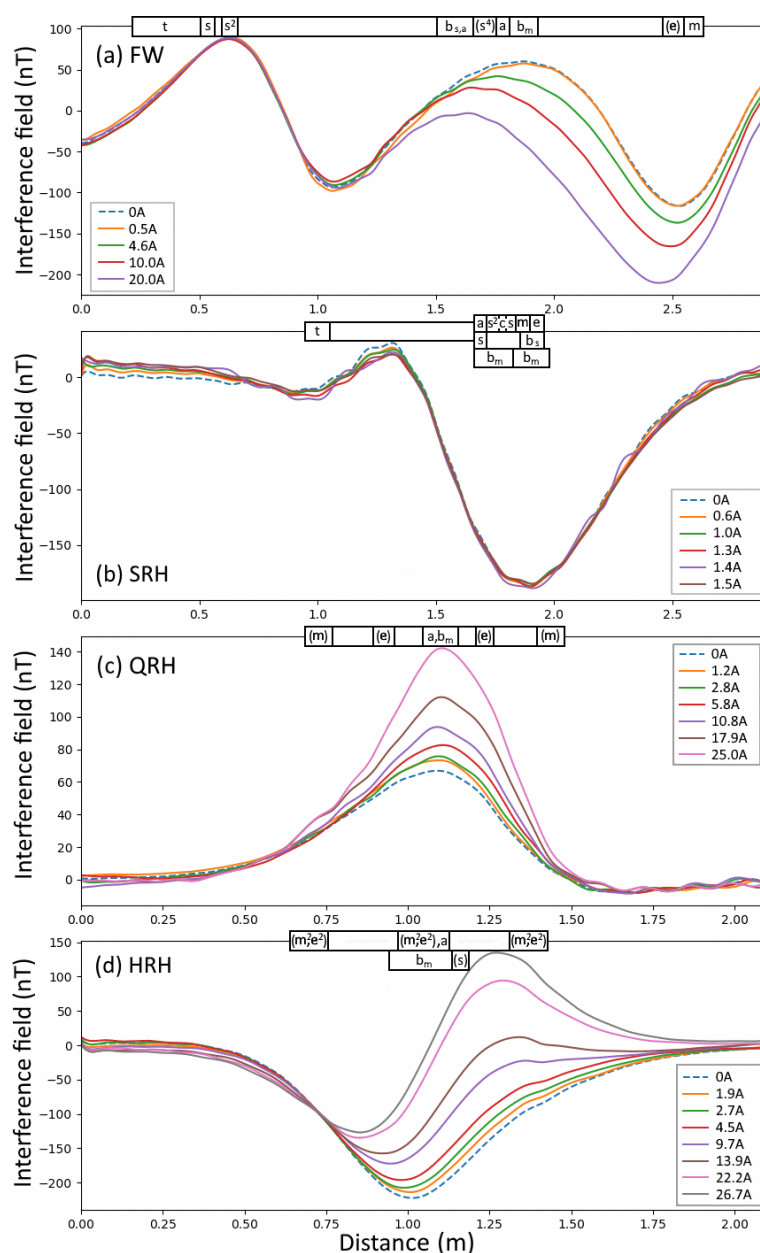 t s s² b s,a (s⁴) a b m (e) m
(a) FW
Interference field (nT)
100
50
0
−50
−100
−150
−200
0A
0.5A
4.6A
10.0A
20.0A
0.0 0.5 1.0 1.5 2.0 2.5
t a s² c s m e
s b s
b m b m
Interference field (nT)
0
−50
−100
−150
(b) SRH
0A
0.6A
1.0A
1.3A
1.4A
1.5A
0.0 0.5 1.0 1.5 2.0 2.5
(m) (e) a,b m (e) (m)
(c) QRH
Interference field (nT)
140
120
100
80
60
40
20
0
0A
1.2A
2.8A
5.8A
10.8A
17.9A
25.0A
0.00 0.25 0.50 0.75 1.00 1.25 1.50 1.75 2.00
(m²,e²) (m²,e²),a (m²,e²)
b m (s)
(d) HRH
Interference field (nT)
150
100
50
0
−50
−100
−150
−200
0A
1.9A
2.7A
4.5A
9.7A
13.9A
22.2A
26.7A
0.00 0.25 0.50 0.75 1.00 1.25 1.50 1.75 2.00
Distance (m)